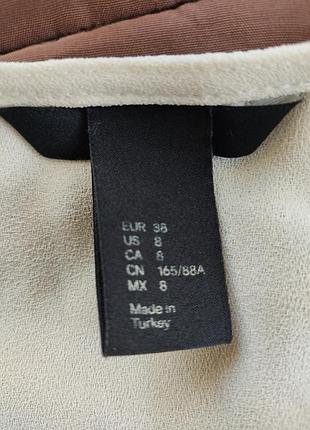 EUR 38
US 8
CA 8
CN 165/88A
MX 8
Made in
Turkey